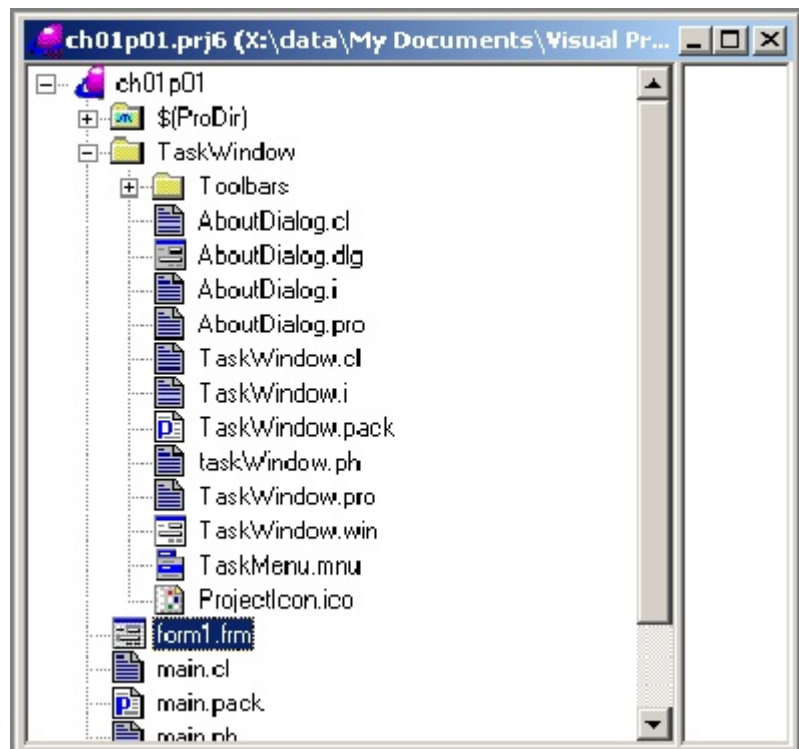 ch01p01.prj6 (X:\data\My Documents\Visual Pr...
ch01p01
$(ProDir)
TaskWindow
Toolbars
AboutDialog.cl
AboutDialog.dlg
AboutDialog.i
AboutDialog.pro
TaskWindow.cl
TaskWindow.i
TaskWindow.pack
taskWindow.ph
TaskWindow.pro
TaskWindow.win
TaskMenu.mnu
ProjectIcon.ico
form1.frm
main.cl
main.pack
main.ph